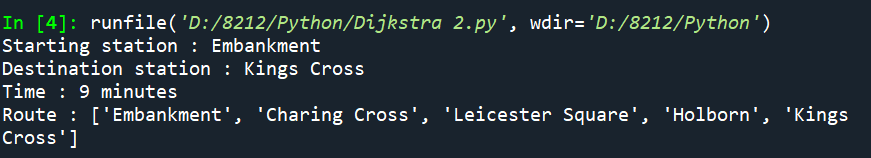 In [4]: runfile('D:/8212/Python/Dijkstra 2.py', wdir='D:/8212/Python')
Starting station : Embankment
Destination station : Kings Cross
Time : 9 minutes
Route : ['Embankment', 'Charing Cross', 'Leicester Square', 'Holborn', 'Kings
Cross']